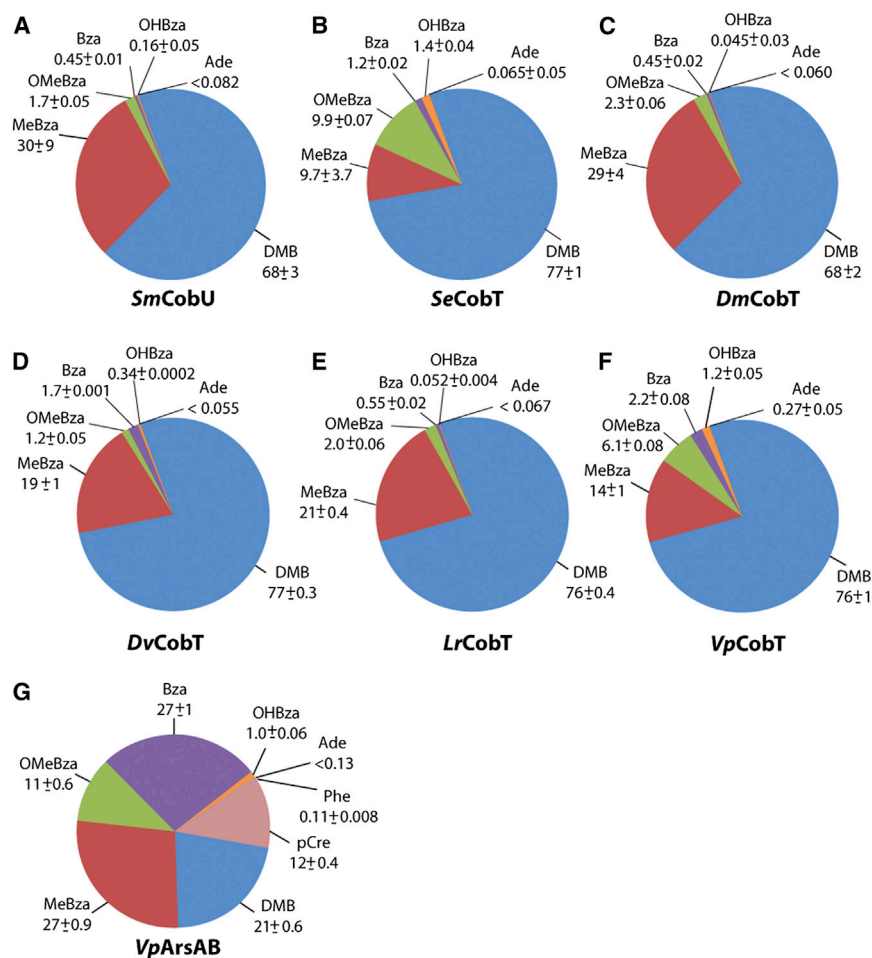 A
OHBza
0.16±0.05
Bza
0.45±0.01
Ade
<0.082
OMeBza
1.7±0.05
MeBza
30±9
DMB
68±3
SmCobU
B
OHBza
1.4±0.04
Bza
1.2±0.02
Ade
0.065±0.05
OMeBza
9.9±0.07
MeBza
9.7±3.7
DMB
77±1
SeCobT
C
OHBza
0.045±0.03
Bza
0.45±0.02
Ade
< 0.060
OMeBza
2.3±0.06
MeBza
29±4
DMB
68±2
DmCobT
D
OHBza
0.34±0.0002
Bza
1.7±0.001
Ade
< 0.055
OMeBza
1.2±0.05
MeBza
19±1
DMB
77±0.3
DvCobT
E
OHBza
0.052±0.004
Bza
0.55±0.02
Ade
< 0.067
OMeBza
2.0±0.06
MeBza
21±0.4
DMB
76±0.4
LrCobT
F
OHBza
1.2±0.05
Bza
2.2±0.08
Ade
0.27±0.05
OMeBza
6.1±0.08
MeBza
14±1
DMB
76±1
VpCobT
G
Bza
27±1
OHBza
1.0±0.06
Ade
<0.13
OMeBza
11±0.6
Phe
0.11±0.008
pCre
12±0.4
MeBza
27±0.9
DMB
21±0.6
VpArsAB